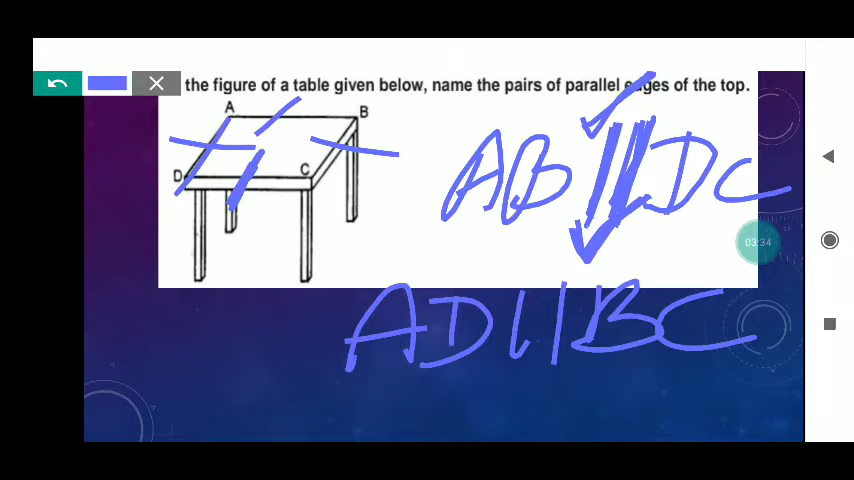 the figure of a table given below, name the pairs of parallel edges of the top.
A
B
D
C
AB || DC
AD || BC
03:34